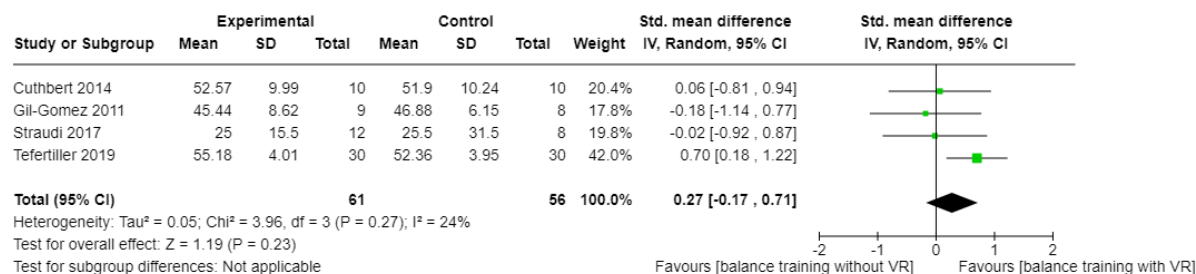 Experimental Control Std. mean difference Std. mean difference
Study or Subgroup Mean SD Total Mean SD Total Weight IV, Random, 95% CI IV, Random, 95% CI
Cuthbert 2014 52.57 9.99 10 51.9 10.24 10 20.4% 0.06 [-0.81 , 0.94]
Gil-Gomez 2011 45.44 8.62 9 46.88 6.15 8 17.8% -0.18 [-1.14 , 0.77]
Straudi 2017 25 15.5 12 25.5 31.5 8 19.8% -0.02 [-0.92 , 0.87]
Tefertiller 2019 55.18 4.01 30 52.36 3.95 30 42.0% 0.70 [0.18 , 1.22]
Total (95% CI) 61 56 100.0% 0.27 [-0.17 , 0.71]
Heterogeneity: Tau² = 0.05; Chi² = 3.96, df = 3 (P = 0.27); I² = 24%
Test for overall effect: Z = 1.19 (P = 0.23)
Test for subgroup differences: Not applicable
-2 -1 0 1 2
Favours [balance training without VR] Favours [balance training with VR]